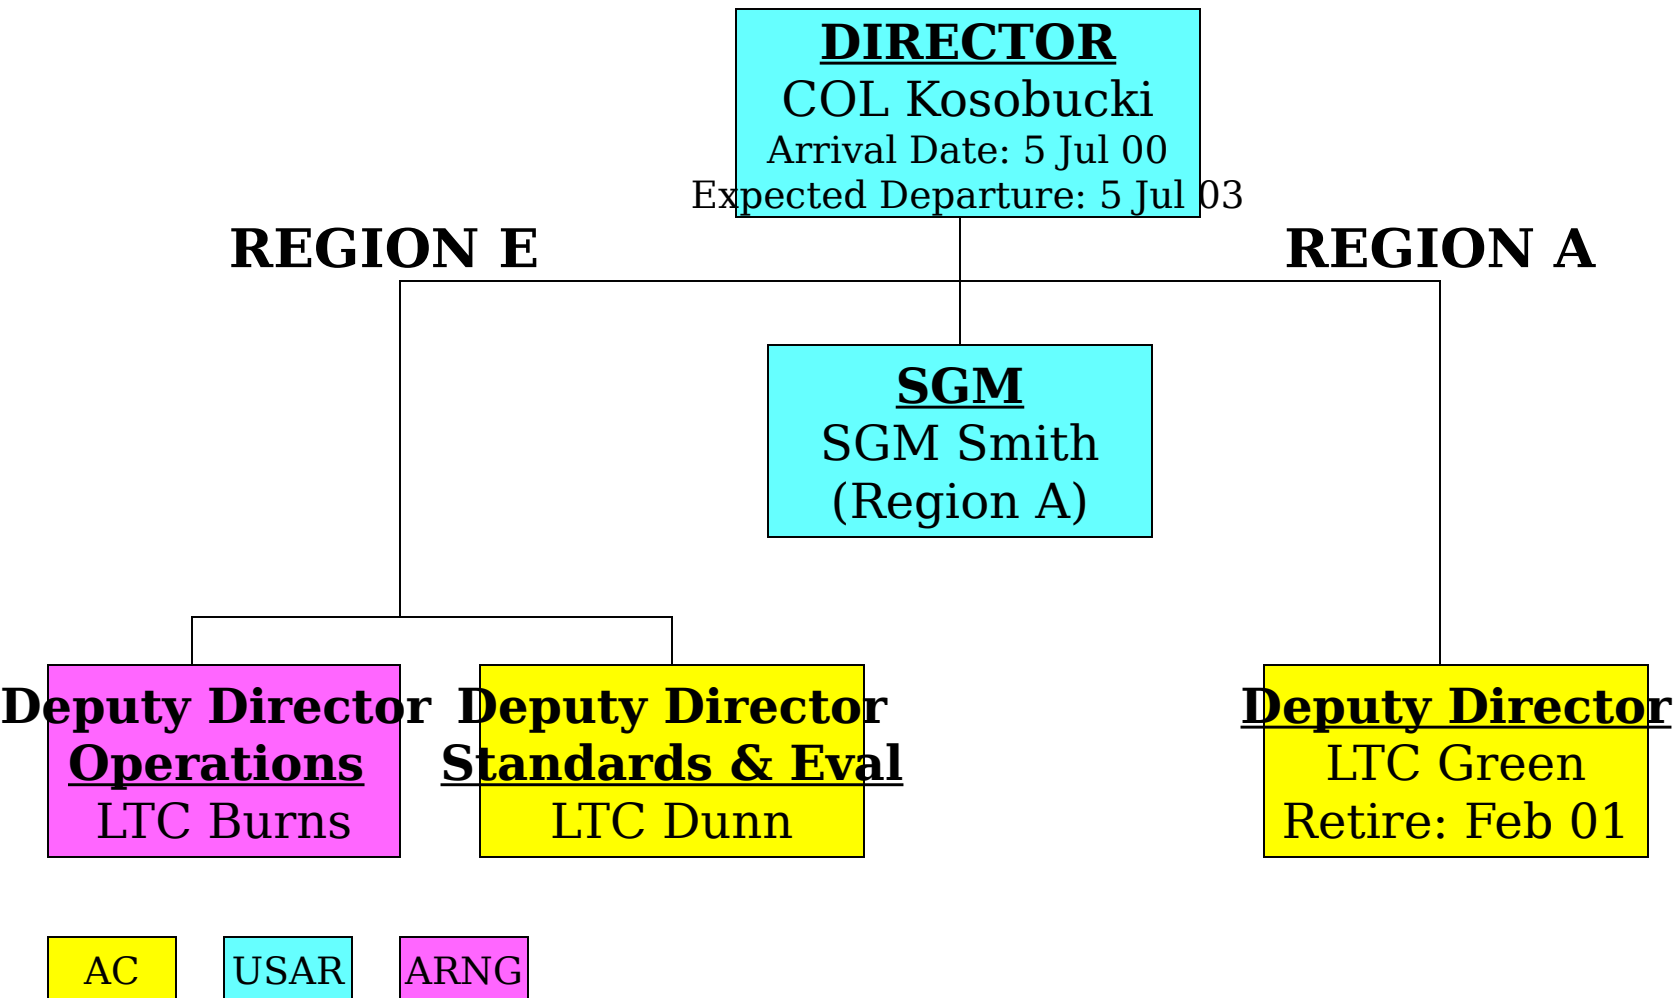 DIRECTOR
COL Kosobucki
Arrival Date: 5 Jul 00
Expected Departure: 5 Jul 03
REGION E
REGION A
SGM
SGM Smith
(Region A)
Deputy Director
Operations
LTC Burns
Deputy Director
Standards & Eval
LTC Dunn
Deputy Director
LTC Green
Retire: Feb 01
AC
USAR
ARNG